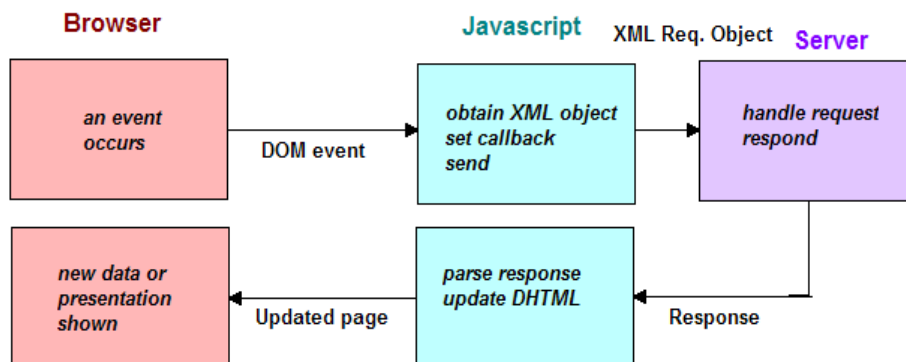 Browser
Javascript
XML Req. Object
Server
an event
occurs
DOM event
obtain XML object
set callback
send
handle request
respond
new data or
presentation
shown
Updated page
parse response
update DHTML
Response